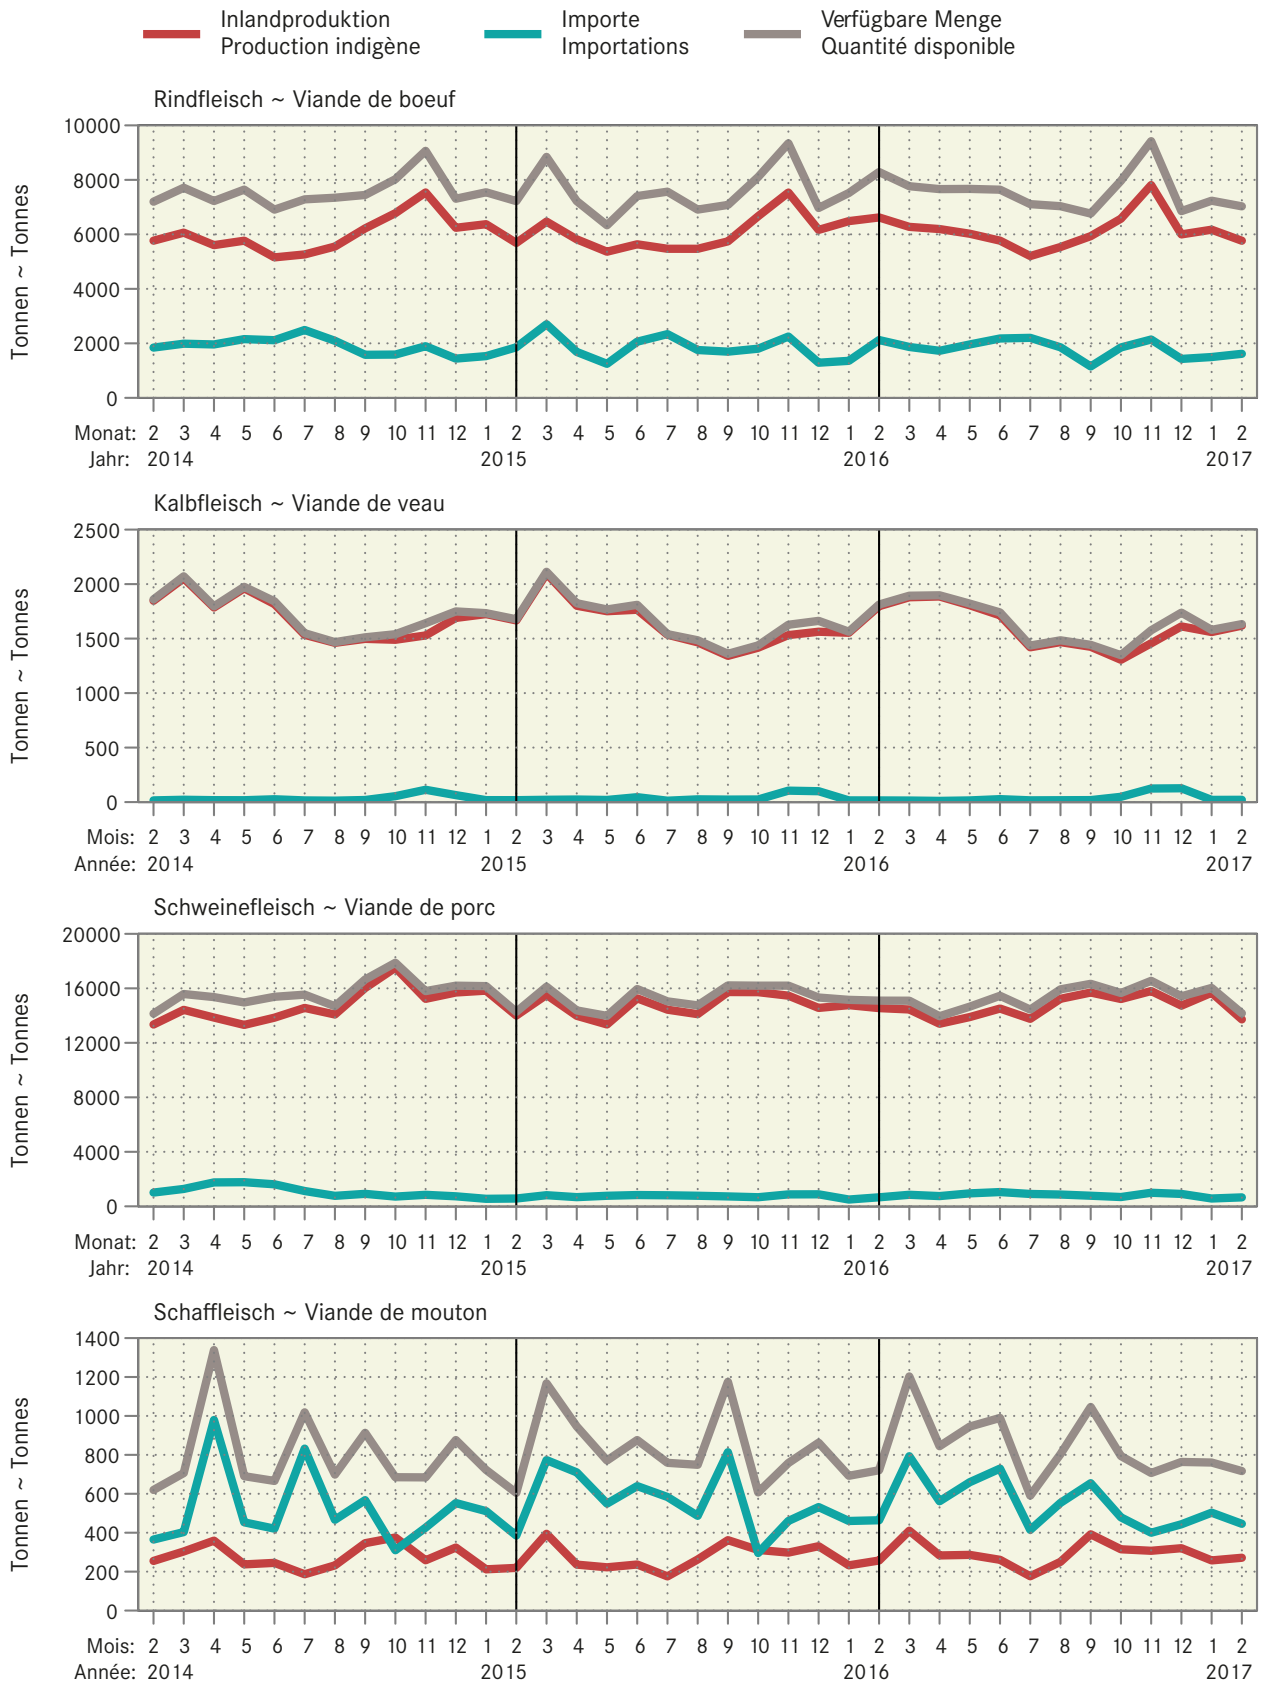 Inlandproduktion
Production indigène
Importe
Importations
Verfügbare Menge
Quantité disponible
Rindfleisch ~ Viande de boeuf
Tonnen ~ Tonnes
10000
8000
6000
4000
2000
0
Monat: 2 3 4 5 6 7 8 9 10 11 12 1 2 3 4 5 6 7 8 9 10 11 12 1 2 3 4 5 6 7 8 9 10 11 12 1 2
Jahr: 2014 2015 2016 2017
Kalbfleisch ~ Viande de veau
Tonnen ~ Tonnes
2500
2000
1500
1000
500
0
Mois: 2 3 4 5 6 7 8 9 10 11 12 1 2 3 4 5 6 7 8 9 10 11 12 1 2 3 4 5 6 7 8 9 10 11 12 1 2
Année: 2014 2015 2016 2017
Schweinefleisch ~ Viande de porc
Tonnen ~ Tonnes
20000
16000
12000
8000
4000
0
Monat: 2 3 4 5 6 7 8 9 10 11 12 1 2 3 4 5 6 7 8 9 10 11 12 1 2 3 4 5 6 7 8 9 10 11 12 1 2
Jahr: 2014 2015 2016 2017
Schaffleisch ~ Viande de mouton
Tonnen ~ Tonnes
1400
1200
1000
800
600
400
200
0
Mois: 2 3 4 5 6 7 8 9 10 11 12 1 2 3 4 5 6 7 8 9 10 11 12 1 2 3 4 5 6 7 8 9 10 11 12 1 2
Année: 2014 2015 2016 2017